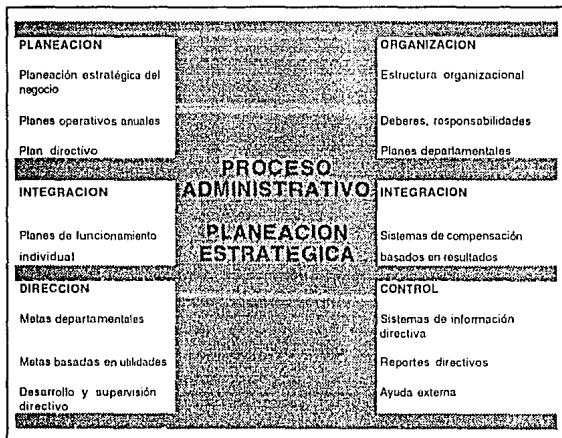 PLANEACION
Planeación estratégica del
negocio
Planes operativos anuales
Plan directivo
INTEGRACION
Planes de funcionamiento
individual
DIRECCION
Metas departamentales
Metas basadas en utilidades
Desarrollo y supervisión
directivo
PROCESO
ADMINISTRATIVO
PLANEACION
ESTRATEGICA
ORGANIZACION
Estructura organizacional
Deberes, responsabilidades
Planes departamentales
INTEGRACION
Sistemas de compensación
basados en resultados
CONTROL
Sistemas de información
directiva
Reportes directivos
Ayuda externa